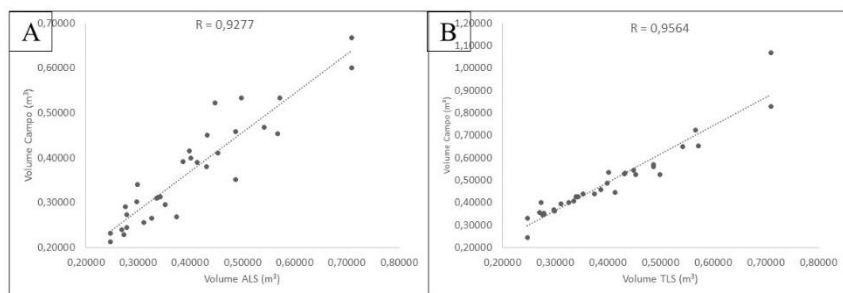 A
R = 0,9277
0,70000
0,60000
0,50000
0,40000
0,30000
0,20000
Volume Campo (m³)
0,20000 0,30000 0,40000 0,50000 0,60000 0,70000 0,80000
Volume ALS (m³)
B
R = 0,9564
1,20000
1,10000
1,00000
0,90000
0,80000
0,70000
0,60000
0,50000
0,40000
0,30000
0,20000
Volume Campo (m³)
0,20000 0,30000 0,40000 0,50000 0,60000 0,70000 0,80000
Volume TLS (m³)